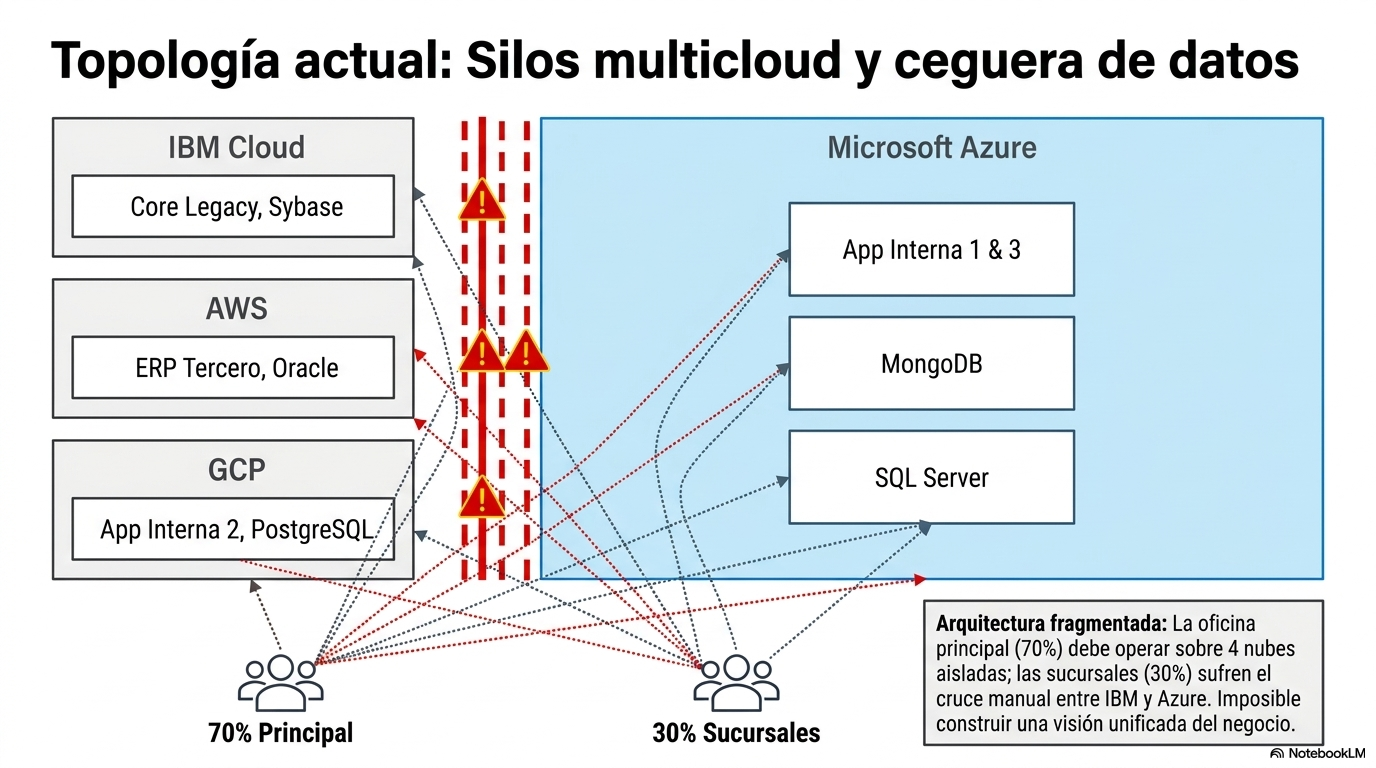 Topología actual: Silos multicloud y ceguera de datos
IBM Cloud
Core Legacy, Sybase
AWS
ERP Tercero, Oracle
GCP
App Interna 2, PostgreSQL
Microsoft Azure
App Interna 1 & 3
MongoDB
SQL Server
!
!
!
!
70% Principal
30% Sucursales
Arquitectura fragmentada: La oficina
principal (70%) debe operar sobre 4 nubes
aisladas; las sucursales (30%) sufren el
cruce manual entre IBM y Azure. Imposible
construir una visión unificada del negocio.
NotebookLM